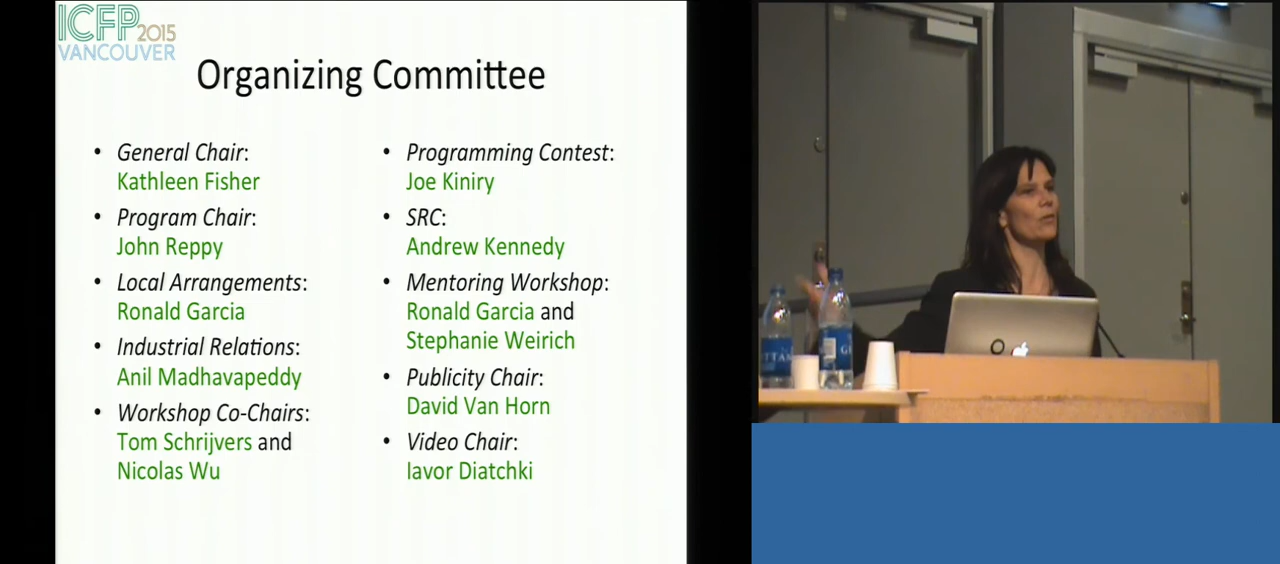 ICFP 2015
VANCOUVER
Organizing Committee
• General Chair:
Kathleen Fisher
• Program Chair:
John Reppy
• Local Arrangements:
Ronald Garcia
• Industrial Relations:
Anil Madhavapeddy
• Workshop Co-Chairs:
Tom Schrijvers and
Nicolas Wu
• Programming Contest:
Joe Kiniry
• SRC:
Andrew Kennedy
• Mentoring Workshop:
Ronald Garcia and
Stephanie Weirich
• Publicity Chair:
David Van Horn
• Video Chair:
Iavor Diatchki